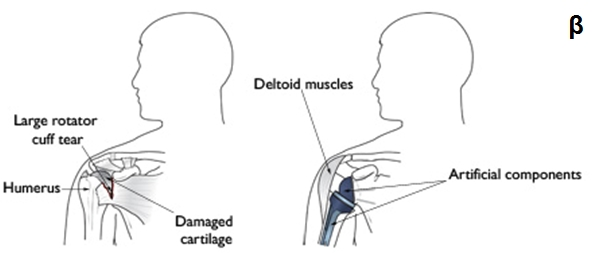 β
Deltoid muscles
Large rotator
cuff tear
Humerus
Damaged
cartilage
Artificial components